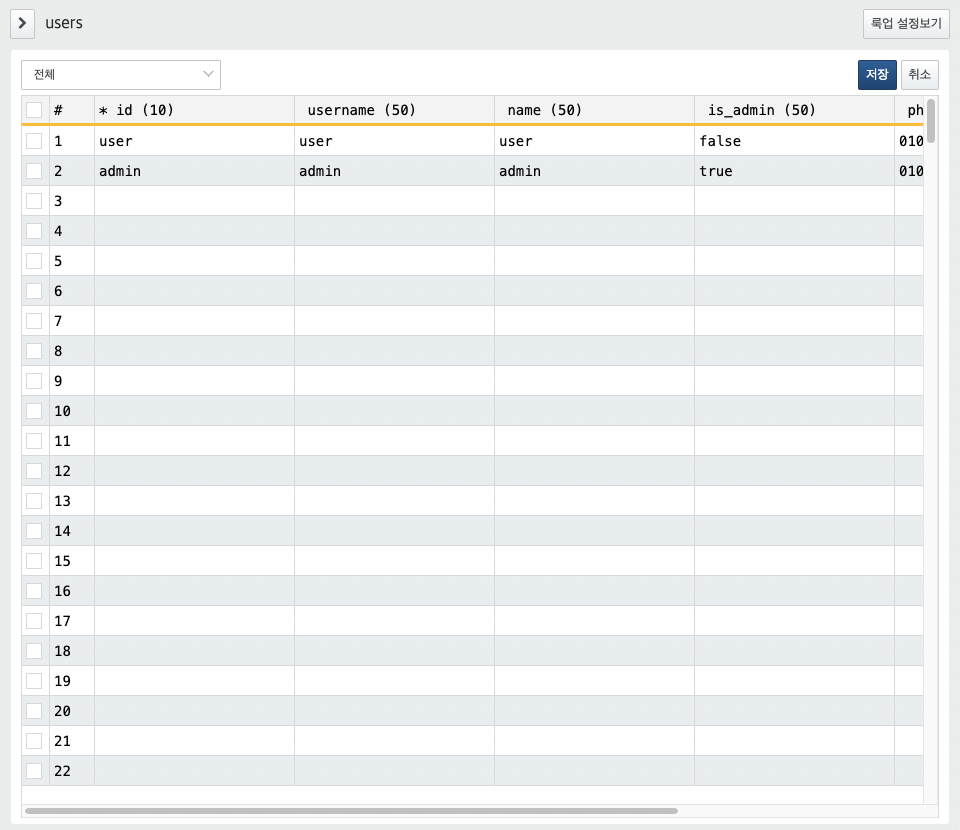 users
룩업 설정보기
전체
저장 취소
# * id (10) username (50) name (50) is_admin (50) ph
1 user user user false 010
2 admin admin admin true 010
3
4
5
6
7
8
9
10
11
12
13
14
15
16
17
18
19
20
21
22